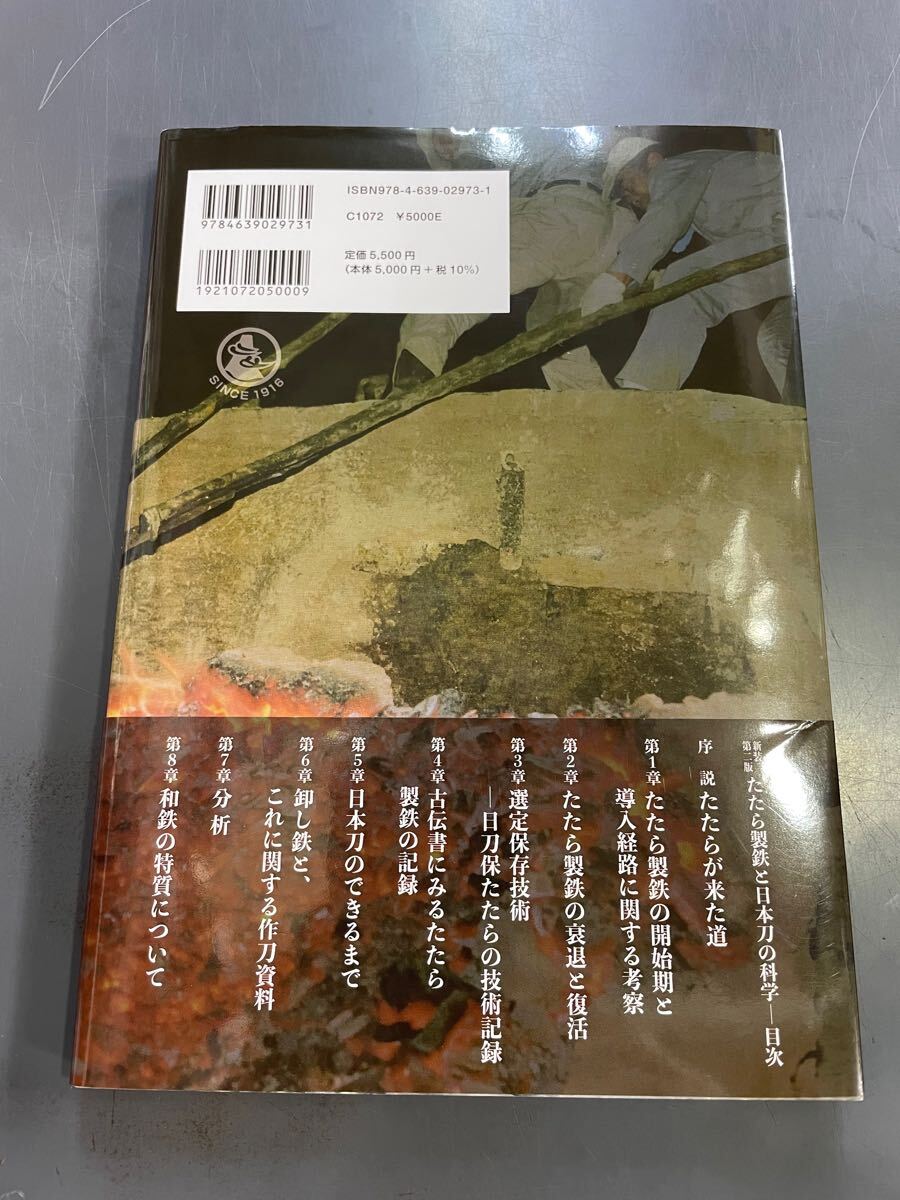 9784639029731
1921072050009
ISBN978-4-639-02973-1
C1072 ¥5000E
定価 5,500 円
(本体 5,000 円+税 10%)
SINCE 1916
新装
第二版
たたら製鉄と日本刀の科学―目次
序 説 たたらが来た道
第1章 たたら製鉄の開始期と
導入経路に関する考察
第2章 たたら製鉄の衰退と復活
第3章 選定保存技術
―日刀保たたらの技術記録
第4章 古伝書にみるたたら
製鉄の記録
第5章 日本刀のできるまで
第6章 卸し鉄と、
これに関する作刀資料
第7章 分析
第8章 和鉄の特質について